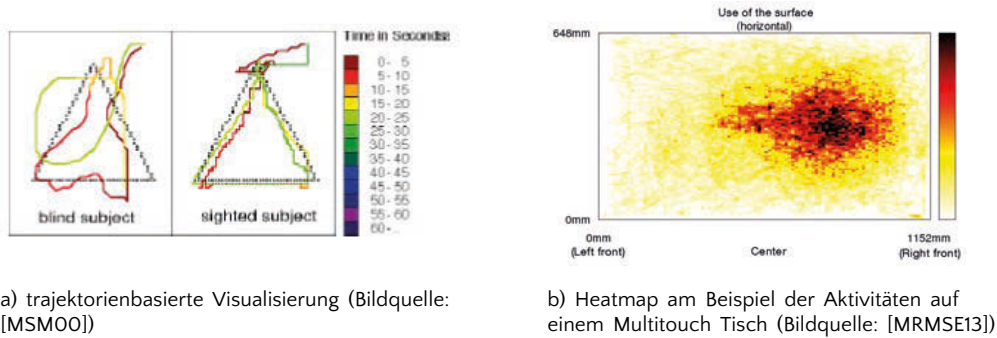 Time in Seconds:
0- 5
5- 10
10- 15
15- 20
20- 25
25- 30
30- 35
35- 40
40- 45
45- 50
50- 55
55- 60
60- ..
blind subject
sighted subject
Use of the surface
(horizontal)
648mm
0mm
0mm
(Left front)
Center
1152mm
(Right front)
a) trajektorienbasierte Visualisierung (Bildquelle:
[MSM00])
b) Heatmap am Beispiel der Aktivitäten auf
einem Multitouch Tisch (Bildquelle: [MRMSE13])